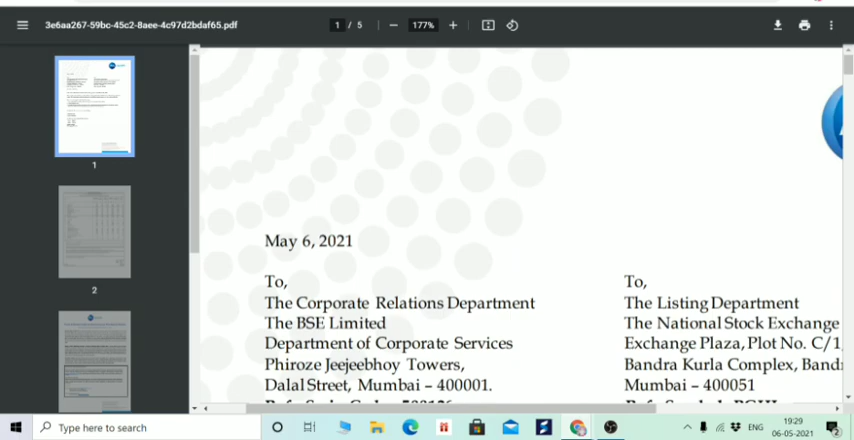 3e6aa267-59bc-45c2-8aee-4c97d2bdaf65.pdf
1 / 5
177%
1
2
May 6, 2021
To,
The Corporate Relations Department
The BSE Limited
Department of Corporate Services
Phiroze Jeejeebhoy Towers,
Dalal Street, Mumbai – 400001.
To,
The Listing Department
The National Stock Exchange
Exchange Plaza, Plot No. C/1
Bandra Kurla Complex,
Mumbai – 400051
Type here to search
ENG
19:29
06-05-2021
2